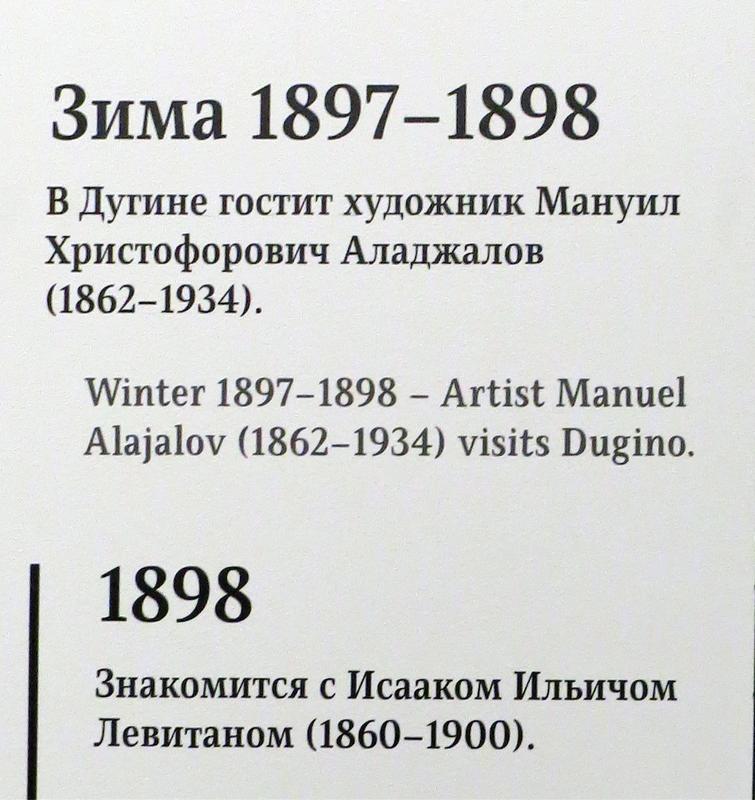 Зима 1897–1898
В Дугине гостит художник Мануил
Христофорович Аладжалов
(1862–1934).
Winter 1897–1898 – Artist Manuel
Alajalov (1862–1934) visits Dugino.
1898
Знакомится с Исааком Ильичом
Левитаном (1860–1900).